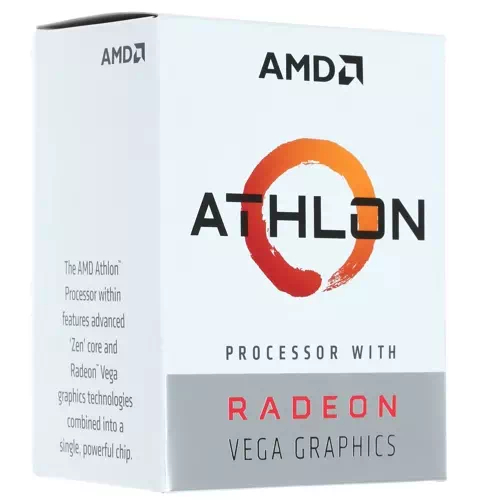 AMD
The AMD Athlon™
Processor within
features advanced
'Zen' core and
Radeon™ Vega
graphics technologies
combined into a
single, powerful chip.
AMD
ATHLON
PROCESSOR WITH
RADEON
VEGA GRAPHICS